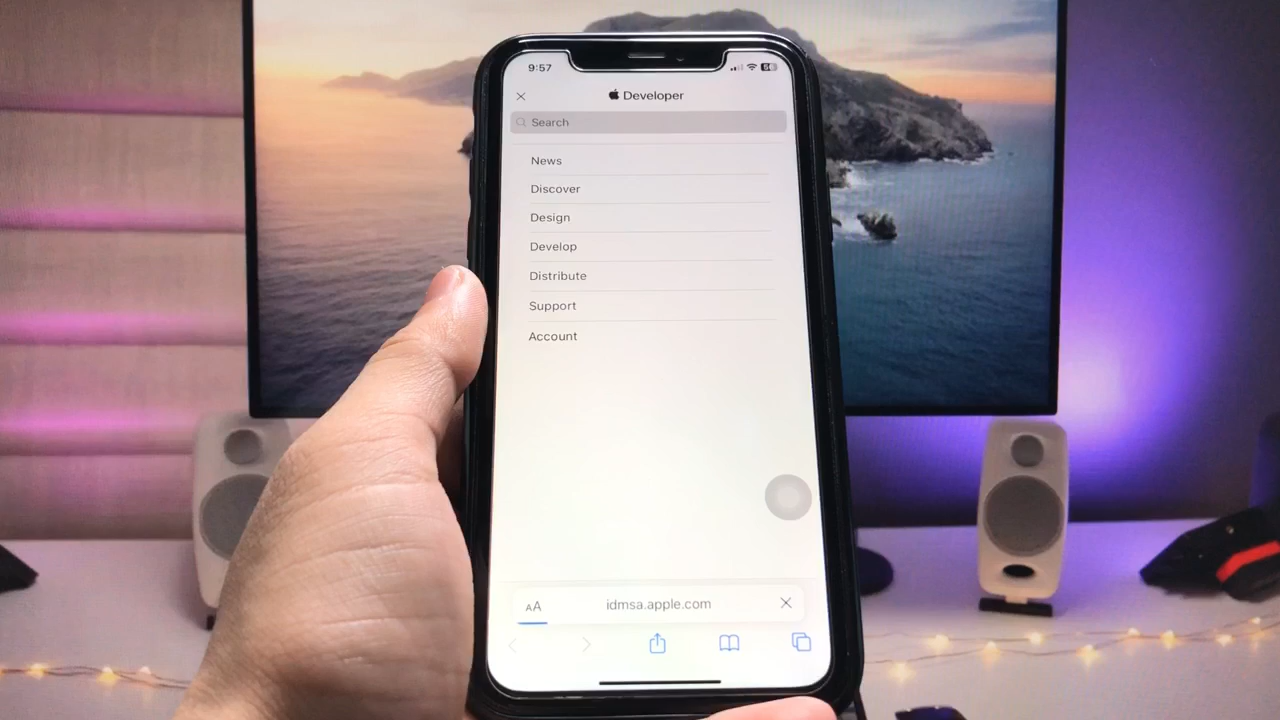 9:57
Developer
Search
News
Discover
Design
Develop
Distribute
Support
Account
AA idmsa.apple.com